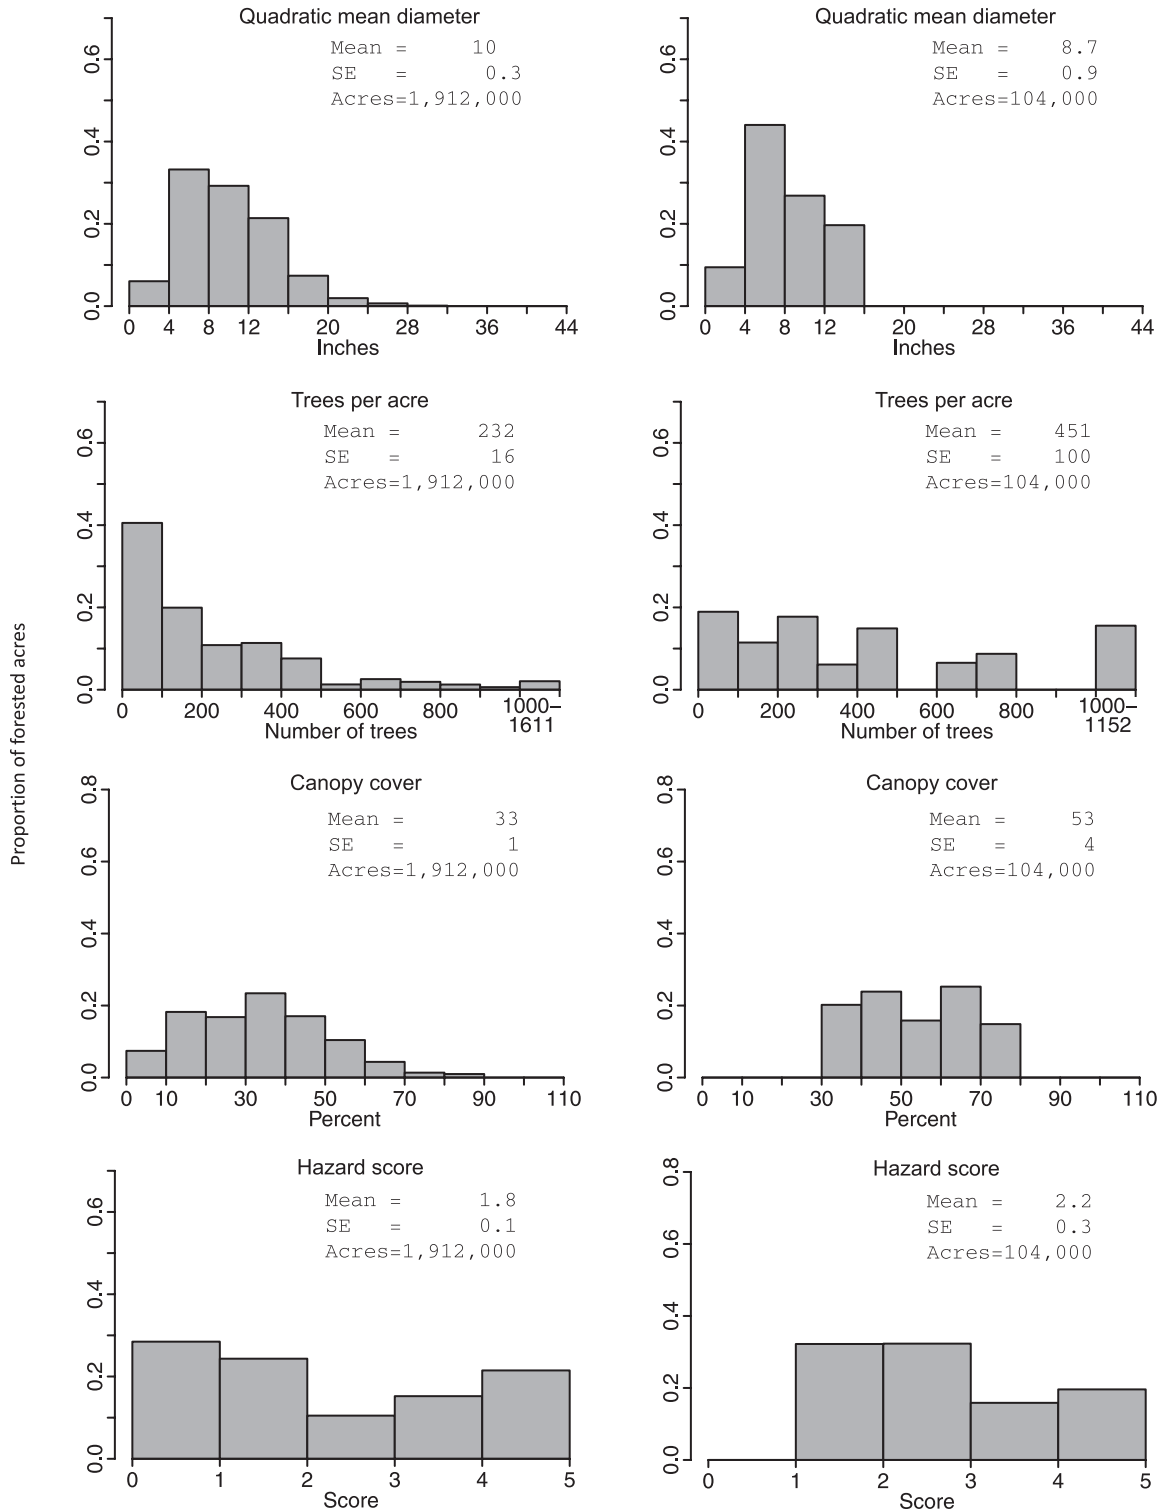 Proportion of forested acres
Quadratic mean diameter
Mean = 10
SE = 0.3
Acres=1,912,000
0.0 0.2 0.4 0.6
0 4 8 12 20 28 36 44
Inches
Quadratic mean diameter
Mean = 8.7
SE = 0.9
Acres=104,000
0.0 0.2 0.4 0.6
0 4 8 12 20 28 36 44
Inches
Trees per acre
Mean = 232
SE = 16
Acres=1,912,000
0.0 0.2 0.4 0.6
0 200 400 600 800 1000–
1611
Number of trees
Trees per acre
Mean = 451
SE = 100
Acres=104,000
0.0 0.2 0.4 0.6
0 200 400 600 800 1000–
1152
Number of trees
Canopy cover
Mean = 33
SE = 1
Acres=1,912,000
0.0 0.2 0.4 0.6 0.8
0 10 30 50 70 90 110
Percent
Canopy cover
Mean = 53
SE = 4
Acres=104,000
0.0 0.2 0.4 0.6 0.8
0 10 30 50 70 90 110
Percent
Hazard score
Mean = 1.8
SE = 0.1
Acres=1,912,000
0.0 0.2 0.4 0.6
0 1 2 3 4 5
Score
Hazard score
Mean = 2.2
SE = 0.3
Acres=104,000
0.0 0.2 0.4 0.6 0.8
0 1 2 3 4 5
Score